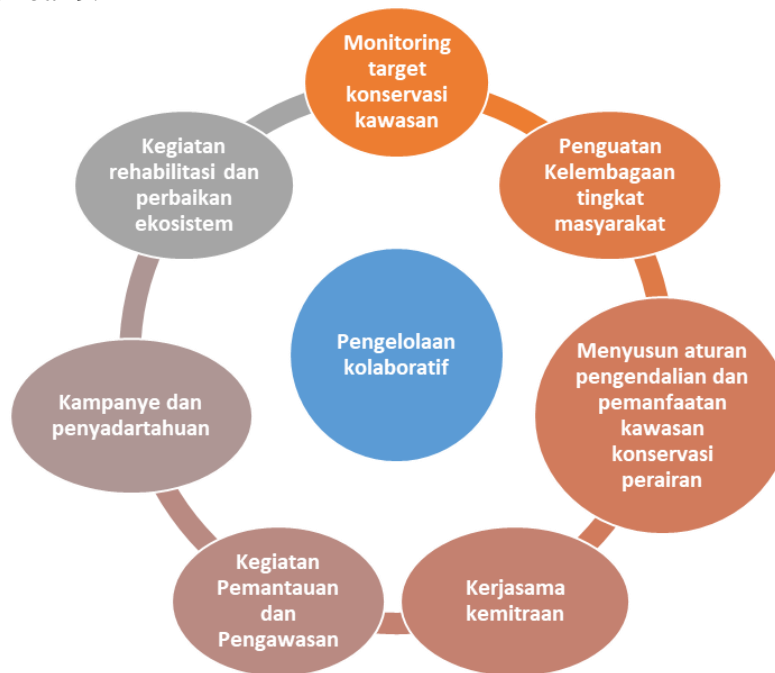 Monitoring
target
konservasi
kawasan
Penguatan
Kelembagaan
tingkat
masyarakat
Menyusun aturan
pengendalian dan
pemanfaatan
kawasan
konservasi
perairan
Kerjasama
kemitraan
Kegiatan
Pemantauan
dan
Pengawasan
Kampanye dan
penyadartahuan
Kegiatan
rehabilitasi dan
perbaikan
ekosistem
Pengelolaan
kolaboratif